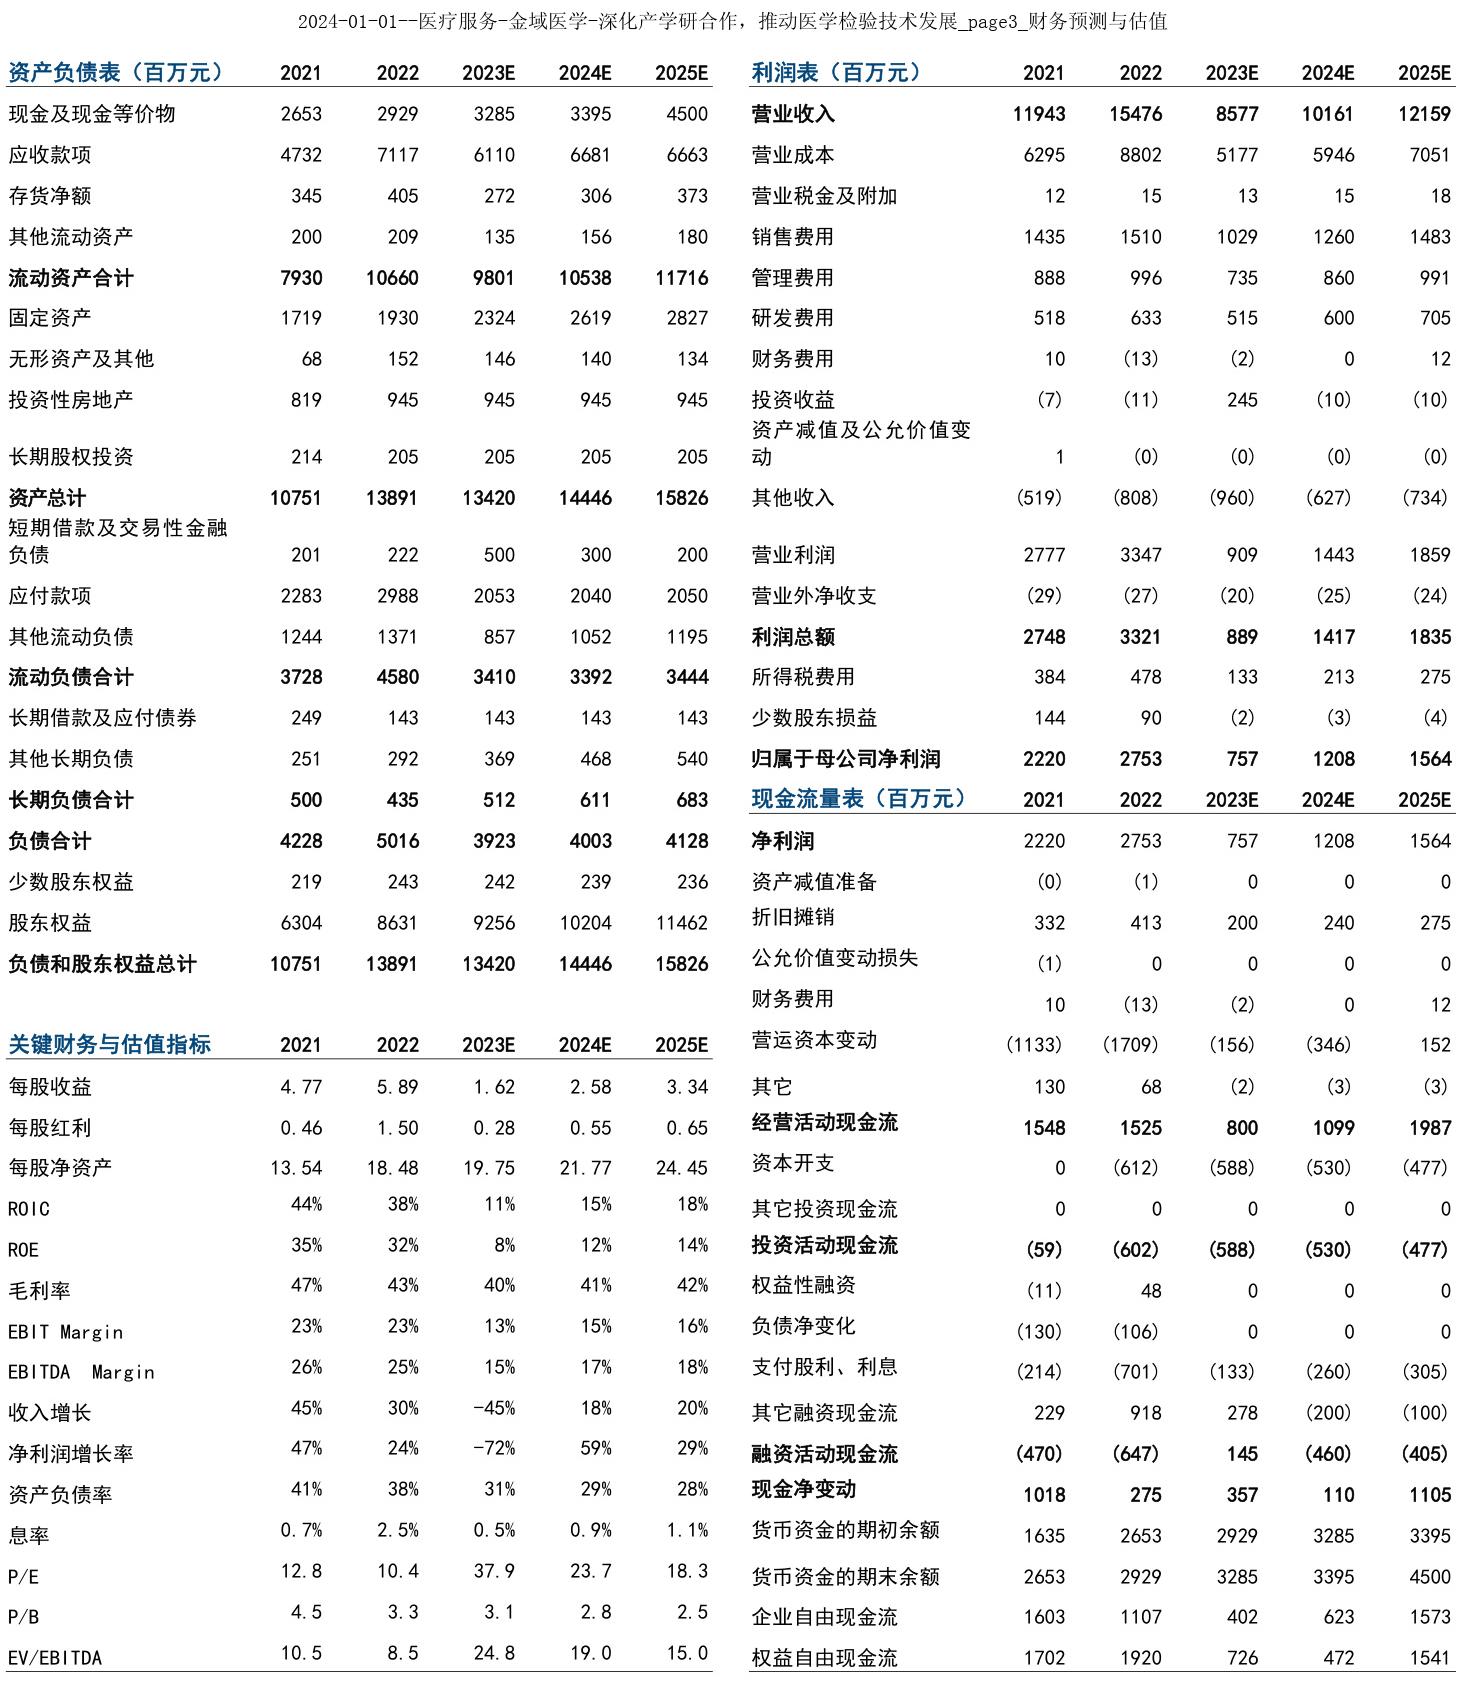 2024-01-01--医疗服务-金域医学-深化产学研合作，推动医学检验技术发展_page3_财务预测与估值
资产负债表（百万元） 2021 2022 2023E 2024E 2025E
现金及现金等价物 2653 2929 3285 3395 4500
应收款项 4732 7117 6110 6681 6663
存货净额 345 405 272 306 373
其他流动资产 200 209 135 156 180
流动资产合计 7930 10660 9801 10538 11716
固定资产 1719 1930 2324 2619 2827
无形资产及其他 68 152 146 140 134
投资性房地产 819 945 945 945 945
长期股权投资 214 205 205 205 205
资产总计 10751 13891 13420 14446 15826
短期借款及交易性金融
负债 201 222 500 300 200
应付款项 2283 2988 2053 2040 2050
其他流动负债 1244 1371 857 1052 1195
流动负债合计 3728 4580 3410 3392 3444
长期借款及应付债券 249 143 143 143 143
其他长期负债 251 292 369 468 540
长期负债合计 500 435 512 611 683
负债合计 4228 5016 3923 4003 4128
少数股东权益 219 243 242 239 236
股东权益 6304 8631 9256 10204 11462
负债和股东权益总计 10751 13891 13420 14446 15826
关键财务与估值指标 2021 2022 2023E 2024E 2025E
每股收益 4.77 5.89 1.62 2.58 3.34
每股红利 0.46 1.50 0.28 0.55 0.65
每股净资产 13.54 18.48 19.75 21.77 24.45
ROIC 44% 38% 11% 15% 18%
ROE 35% 32% 8% 12% 14%
毛利率 47% 43% 40% 41% 42%
EBIT Margin 23% 23% 13% 15% 16%
EBITDA Margin 26% 25% 15% 17% 18%
收入增长 45% 30% -45% 18% 20%
净利润增长率 47% 24% -72% 59% 29%
资产负债率 41% 38% 31% 29% 28%
息率 0.7% 2.5% 0.5% 0.9% 1.1%
P/E 12.8 10.4 37.9 23.7 18.3
P/B 4.5 3.3 3.1 2.8 2.5
EV/EBITDA 10.5 8.5 24.8 19.0 15.0
利润表（百万元） 2021 2022 2023E 2024E 2025E
营业收入 11943 15476 8577 10161 12159
营业成本 6295 8802 5177 5946 7051
营业税金及附加 12 15 13 15 18
销售费用 1435 1510 1029 1260 1483
管理费用 888 996 735 860 991
研发费用 518 633 515 600 705
财务费用 10 (13) (2) 0 12
投资收益 (7) (11) 245 (10) (10)
资产减值及公允价值变
动 1 (0) (0) (0) (0)
其他收入 (519) (808) (960) (627) (734)
营业利润 2777 3347 909 1443 1859
营业外净收支 (29) (27) (20) (25) (24)
利润总额 2748 3321 889 1417 1835
所得税费用 384 478 133 213 275
少数股东损益 144 90 (2) (3) (4)
归属于母公司净利润 2220 2753 757 1208 1564
现金流量表（百万元） 2021 2022 2023E 2024E 2025E
净利润 2220 2753 757 1208 1564
资产减值准备 (0) (1) 0 0 0
折旧摊销 332 413 200 240 275
公允价值变动损失 (1) 0 0 0 0
财务费用 10 (13) (2) 0 12
营运资本变动 (1133) (1709) (156) (346) 152
其它 130 68 (2) (3) (3)
经营活动现金流 1548 1525 800 1099 1987
资本开支 0 (612) (588) (530) (477)
其它投资现金流 0 0 0 0 0
投资活动现金流 (59) (602) (588) (530) (477)
权益性融资 (11) 48 0 0 0
负债净变化 (130) (106) 0 0 0
支付股利、利息 (214) (701) (133) (260) (305)
其它融资现金流 229 918 278 (200) (100)
融资活动现金流 (470) (647) 145 (460) (405)
现金净变动 1018 275 357 110 1105
货币资金的期初余额 1635 2653 2929 3285 3395
货币资金的期末余额 2653 2929 3285 3395 4500
企业自由现金流 1603 1107 402 623 1573
权益自由现金流 1702 1920 726 472 1541